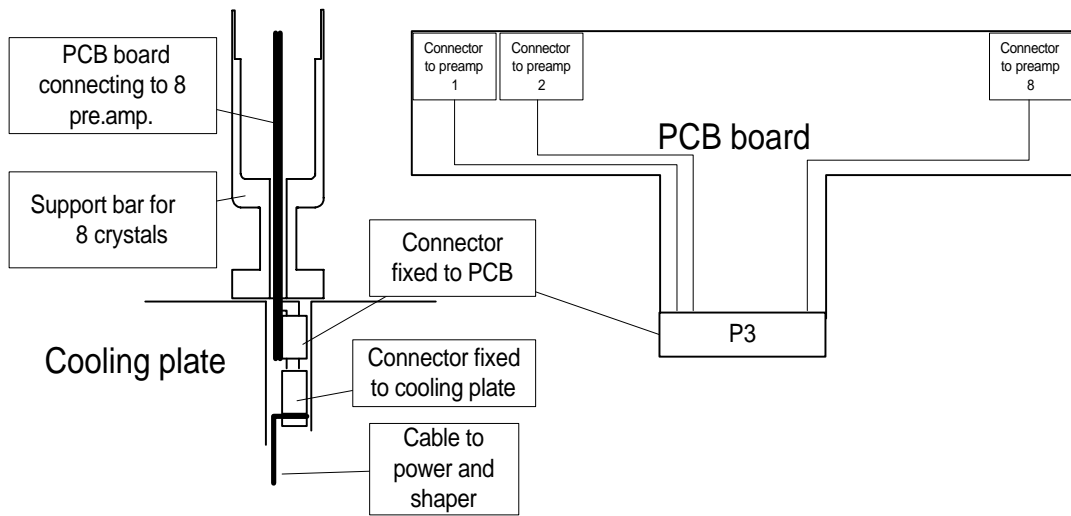 PCB board
connecting to 8
pre.amp.
Support bar for
8 crystals
Cooling plate
Connector
fixed to PCB
Connector fixed
to cooling plate
Cable to
power and
shaper
Connector
to preamp
1
Connector
to preamp
2
Connector
to preamp
8
PCB board
P3